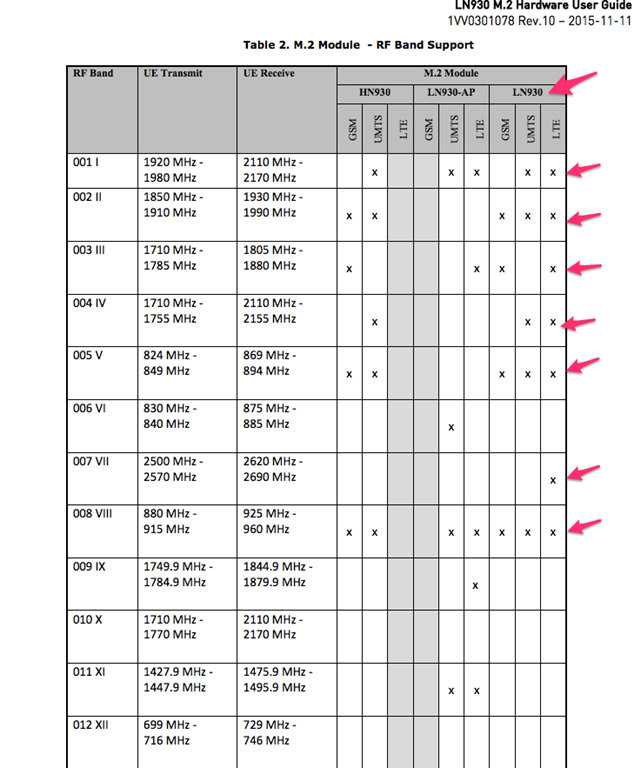 LN930 M.2 Hardware User Guide
1VV0301078 Rev.10 – 2015-11-11
Table 2. M.2 Module - RF Band Support
RF Band UE Transmit UE Receive M.2 Module
HN930 LN930-AP LN930
GSM UMTS LTE GSM UMTS LTE GSM UMTS LTE
001 I 1920 MHz - 2110 MHz -
1980 MHz 2170 MHz x x x x x
002 II 1850 MHz - 1930 MHz -
1910 MHz 1990 MHz x x x x x
003 III 1710 MHz - 1805 MHz -
1785 MHz 1880 MHz x x x x
004 IV 1710 MHz - 2110 MHz -
1755 MHz 2155 MHz x x x
005 V 824 MHz - 869 MHz -
849 MHz 894 MHz x x x x x
006 VI 830 MHz - 875 MHz -
840 MHz 885 MHz x
007 VII 2500 MHz - 2620 MHz -
2570 MHz 2690 MHz x
008 VIII 880 MHz - 925 MHz -
915 MHz 960 MHz x x x x x x x
009 IX 1749.9 MHz - 1844.9 MHz -
1784.9 MHz 1879.9 MHz x
010 X 1710 MHz - 2110 MHz -
1770 MHz 2170 MHz
011 XI 1427.9 MHz - 1475.9 MHz -
1447.9 MHz 1495.9 MHz x x
012 XII 699 MHz - 729 MHz -
716 MHz 746 MHz